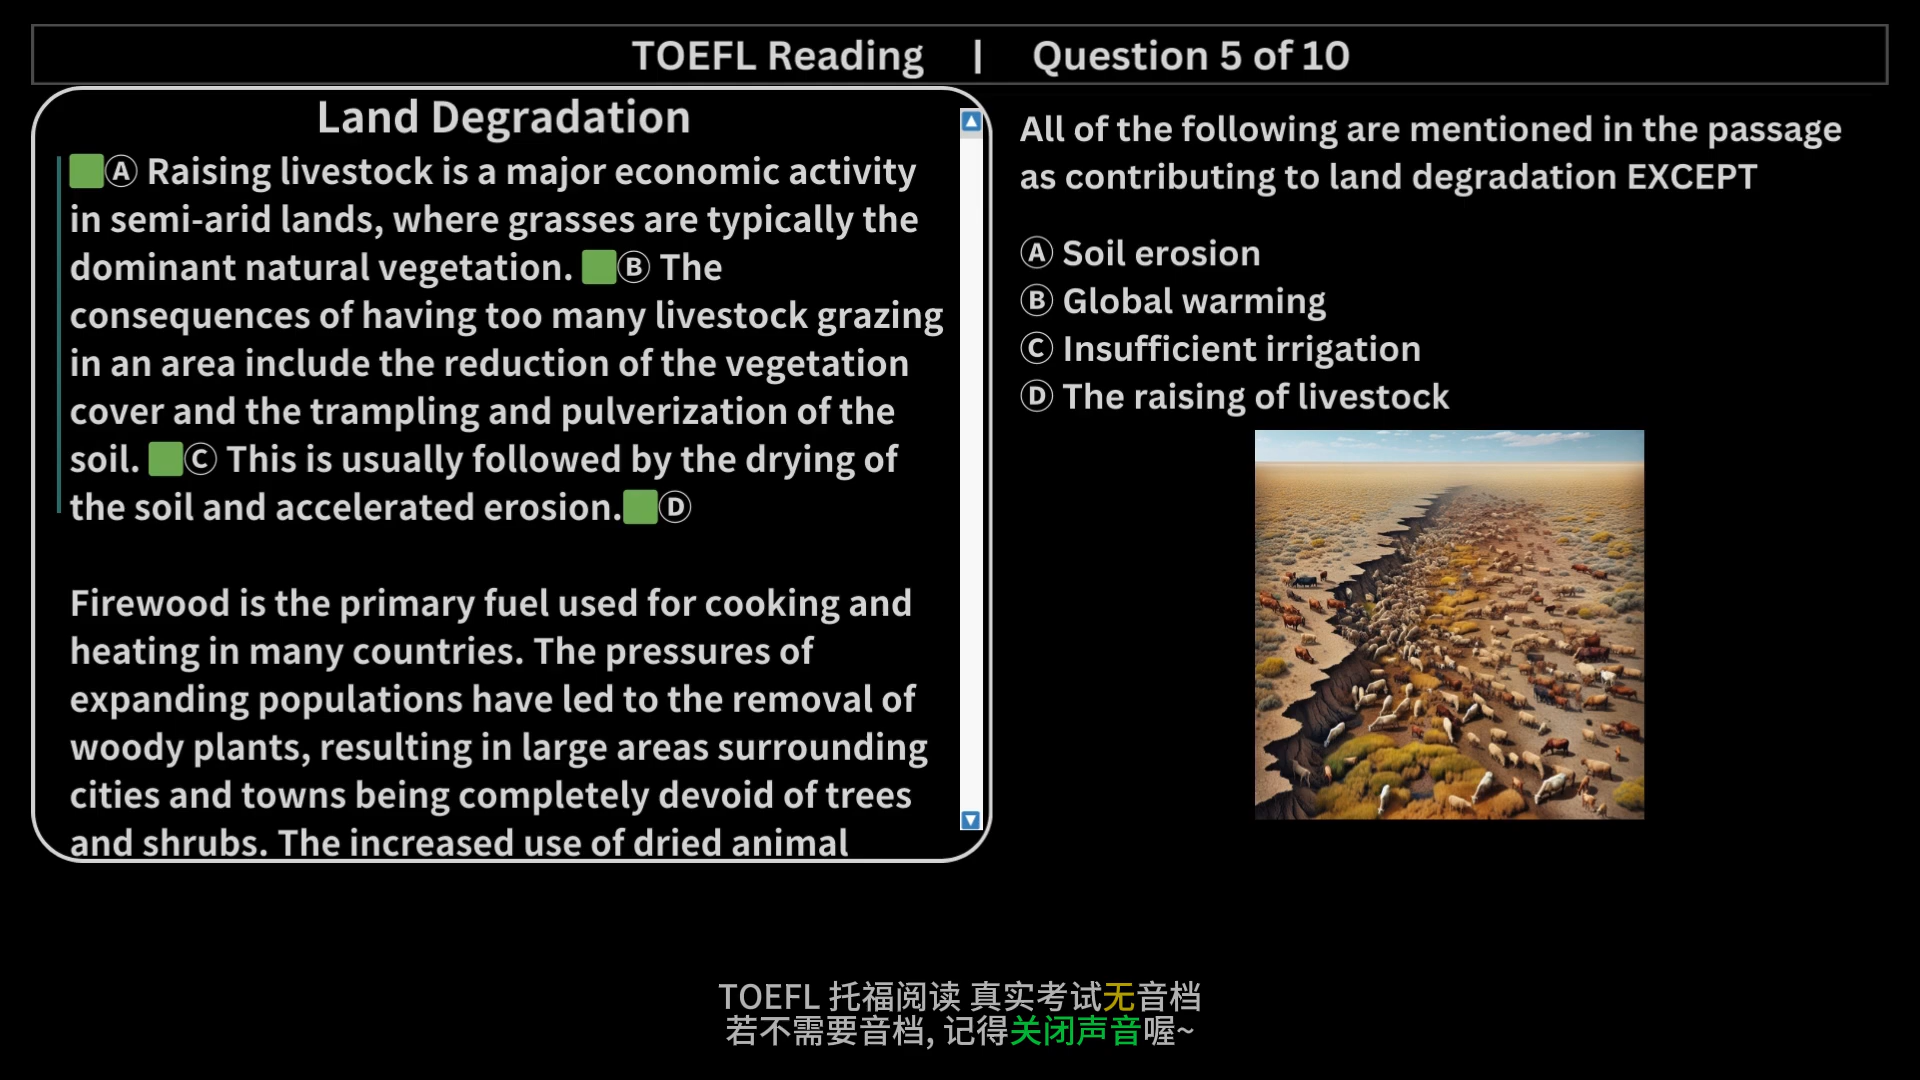 TOEFL Reading | Question 5 of 10
Land Degradation
Ⓐ Raising livestock is a major economic activity
in semi-arid lands, where grasses are typically the
dominant natural vegetation. Ⓑ The
consequences of having too many livestock grazing
in an area include the reduction of the vegetation
cover and the trampling and pulverization of the
soil. Ⓒ This is usually followed by the drying of
the soil and accelerated erosion. Ⓓ
Firewood is the primary fuel used for cooking and
heating in many countries. The pressures of
expanding populations have led to the removal of
woody plants, resulting in large areas surrounding
cities and towns being completely devoid of trees
and shrubs. The increased use of dried animal
All of the following are mentioned in the passage
as contributing to land degradation EXCEPT
Ⓐ Soil erosion
Ⓑ Global warming
Ⓒ Insufficient irrigation
Ⓓ The raising of livestock
TOEFL 托福阅读 真实考试无音档
若不需要音档, 记得关闭声音喔~